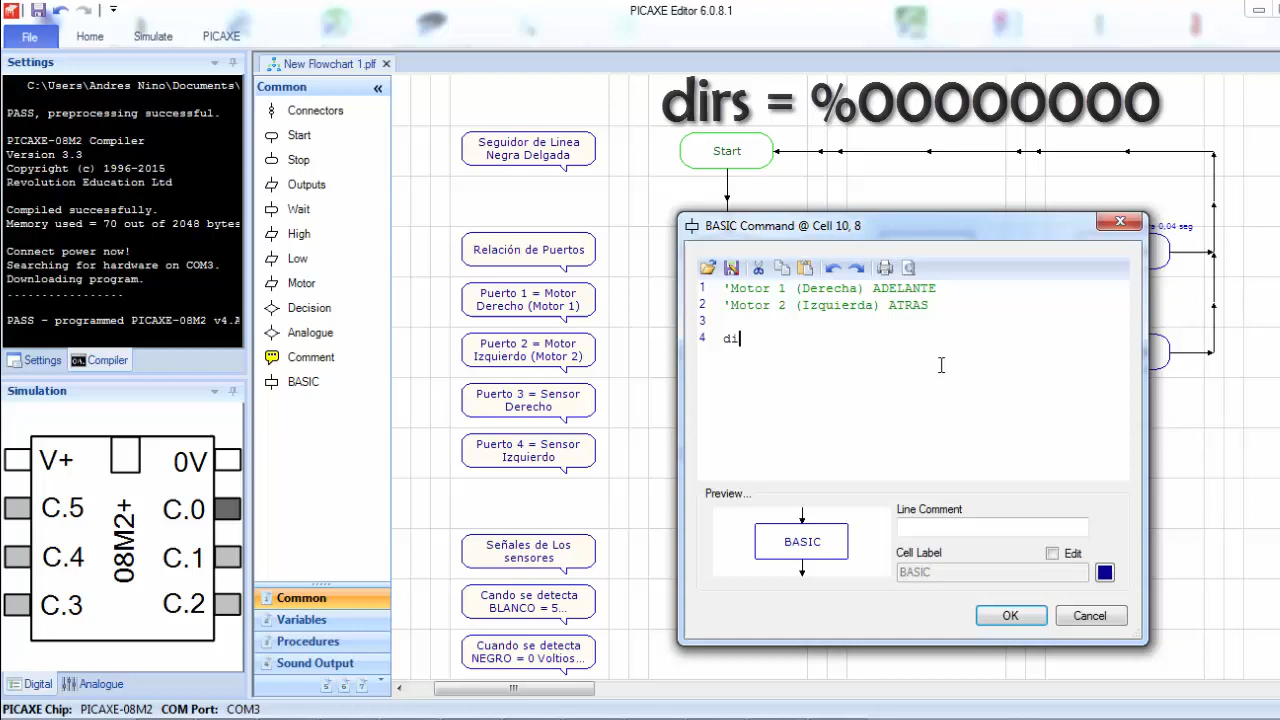 PICAXE Editor 6.0.8.1
File
Home
Simulate
PICAXE
Settings
C:\Users\Andres Nino\Documents\
PASS, preprocessing successful.
PICAXE-08M2 Compiler
Version 3.3
Copyright (c) 1996-2015
Revolution Education Ltd
Compiled successfully.
Memory used = 70 out of 2048 bytes
Connect power now!
Searching for hardware on COM3.
Downloading program.
-----------------
PASS - programmed PICAXE-08M2 v4.A
Settings
Compiler
Simulation
V+
0V
C.5
C.0
C.4
C.1
C.3
C.2
08M2+
Digital
Analogue
PICAXE Chip: PICAXE-08M2 COM Port: COM3
New Flowchart 1.plf
Common
Connectors
Start
Stop
Outputs
Wait
High
Low
Motor
Decision
Analogue
Comment
BASIC
Common
Variables
Procedures
Sound Output
5
6
7
Seguidor de Linea
Negra Delgada
Relación de Puertos
Puerto 1 = Motor
Derecho (Motor 1)
Puerto 2 = Motor
Izquierdo (Motor 2)
Puerto 3 = Sensor
Derecho
Puerto 4 = Sensor
Izquierdo
Señales de Los
sensores
Cando se detecta
BLANCO = 5...
Cuando se detecta
NEGRO = 0 Voltios...
dirs = %00000000
Start
0,04 seg
BASIC Command @ Cell 10, 8
1 'Motor 1 (Derecha) ADELANTE
2 'Motor 2 (Izquierda) ATRAS
3
4 di
Preview...
BASIC
Line Comment
Cell Label
Edit
BASIC
OK
Cancel